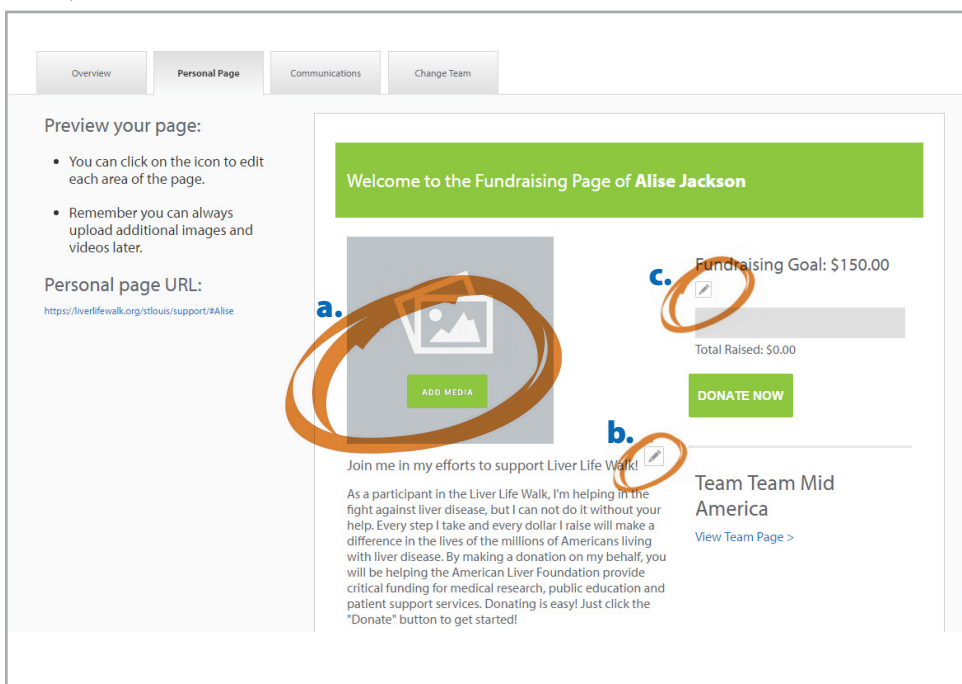 Overview
Personal Page
Communications
Change Team
Preview your page:
• You can click on the icon to edit
each area of the page.
• Remember you can always
upload additional images and
videos later.
Personal page URL:
https://liverlifewalk.org/stlouis/support/#Alise
Welcome to the Fundraising Page of Alise Jackson
a.
ADD MEDIA
b.
Join me in my efforts to support Liver Life Walk!
As a participant in the Liver Life Walk, I'm helping in the
fight against liver disease, but I can not do it without your
help. Every step I take and every dollar I raise will make a
difference in the lives of the millions of Americans living
with liver disease. By making a donation on my behalf, you
will be helping the American Liver Foundation provide
critical funding for medical research, public education and
patient support services. Donating is easy! Just click the
"Donate" button to get started!
c.
Fundraising Goal: $150.00
Total Raised: $0.00
DONATE NOW
Team Team Mid
America
View Team Page >